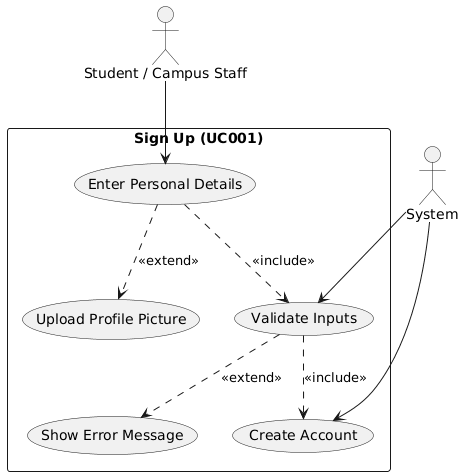 Student / Campus Staff
Sign Up (UC001)
Enter Personal Details
System
«extend»
«include»
Upload Profile Picture
Validate Inputs
«extend»
«include»
Show Error Message
Create Account